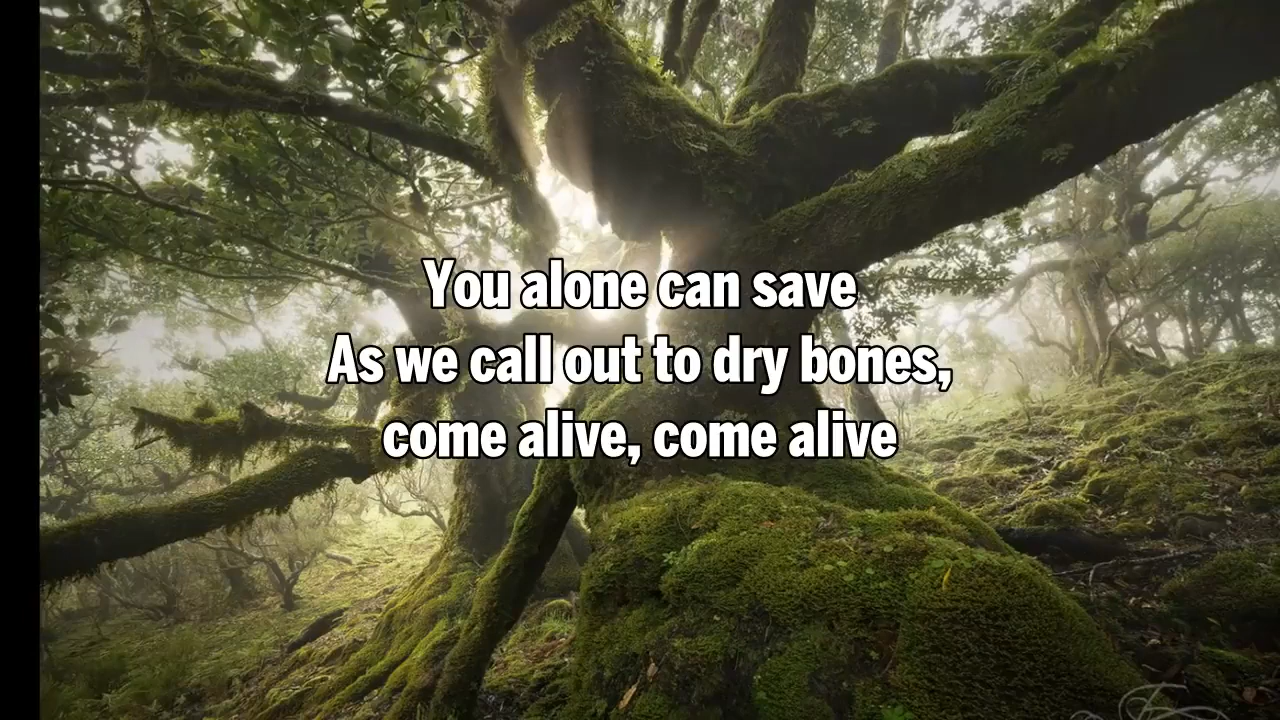 You alone can save
As we call out to dry bones,
come alive, come alive